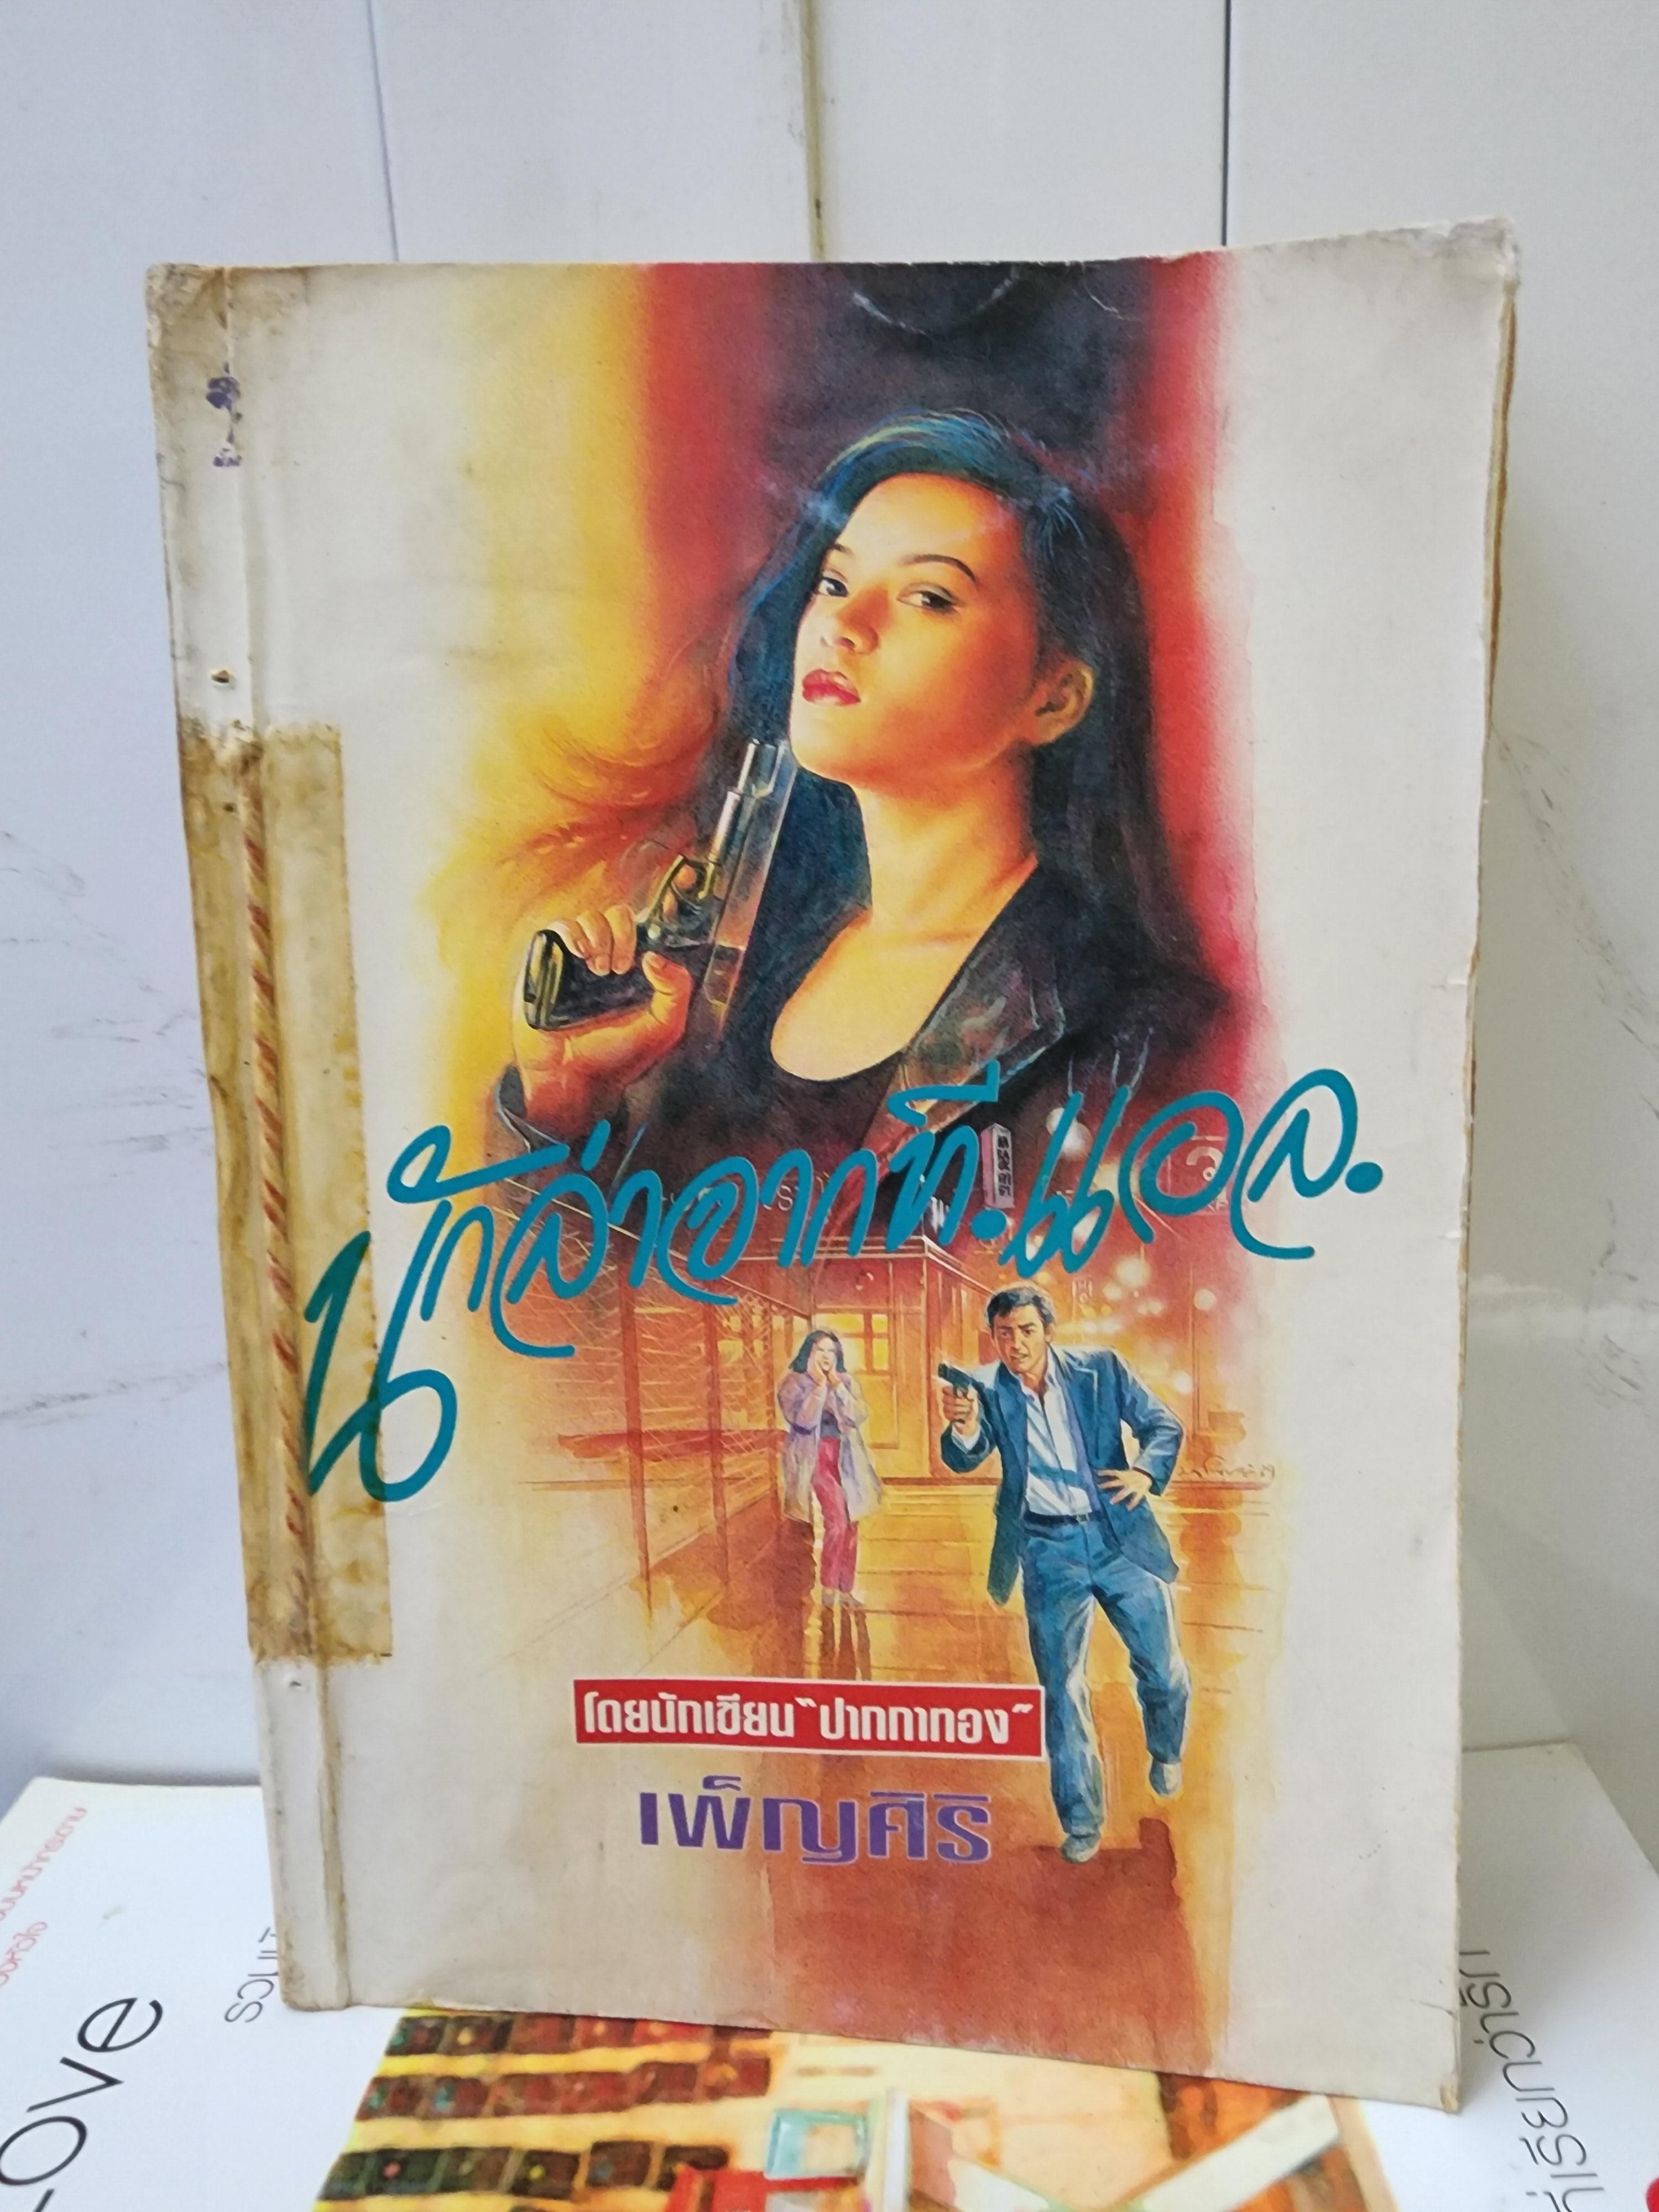 นักล่าจากที.แอล.
โดยนักเขียน "ปากกาทอง"
เพ็ญศิริ
Love